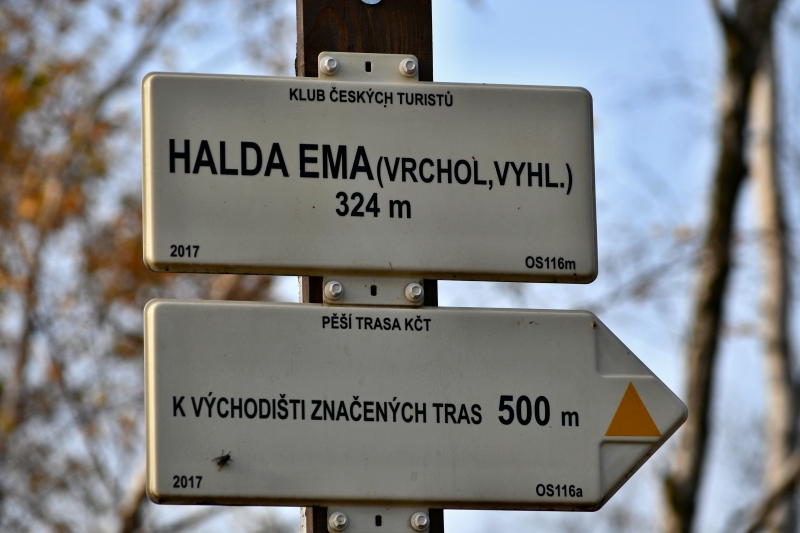 KLUB ČESKÝCH TURISTŮ
HALDA EMA (VRCHOL,VYHL.)
324 m
2017 OS116m
PĚŠÍ TRASA KČT
K VÝCHODIŠTI ZNAČENÝCH TRAS 500 m
2017 OS116a